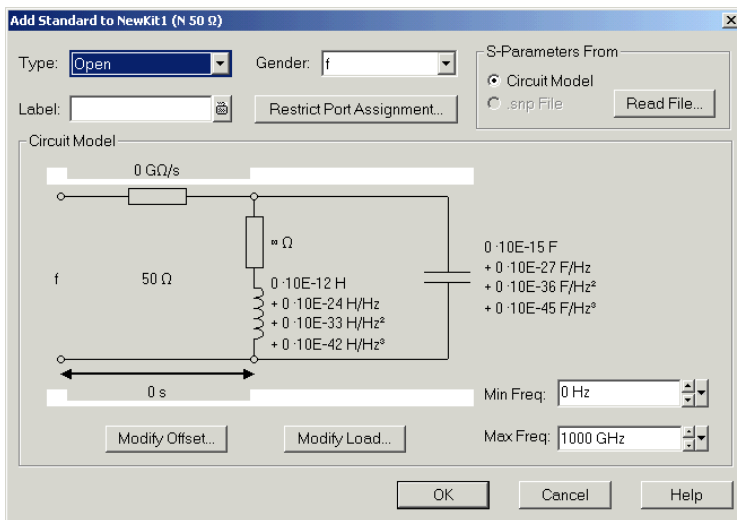 Add Standard to NewKit1 (N 50 Ω)
Type: Open Gender: f
S-Parameters From
Circuit Model
.snp File Read File...
Label: Restrict Port Assignment...
Circuit Model
0 GΩ/s
∞ Ω
f 50 Ω
0 ·10E-12 H
+ 0 ·10E-24 H/Hz
+ 0 ·10E-33 H/Hz²
+ 0 ·10E-42 H/Hz³
0 ·10E-15 F
+ 0 ·10E-27 F/Hz
+ 0 ·10E-36 F/Hz²
+ 0 ·10E-45 F/Hz³
0 s
Min Freq: 0 Hz
Modify Offset... Modify Load...
Max Freq: 1000 GHz
OK Cancel Help